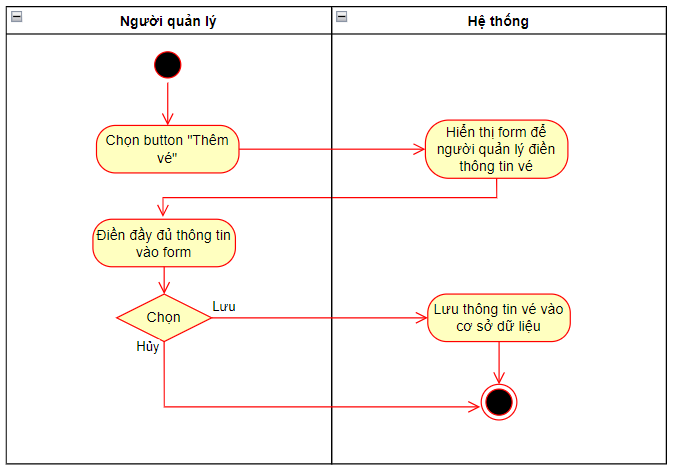 Người quản lý
Hệ thống
Chọn button "Thêm
vé"
Hiển thị form để
người quản lý điền
thông tin vé
Điền đầy đủ thông tin
vào form
Chọn
Lưu
Hủy
Lưu thông tin vé vào
cơ sở dữ liệu